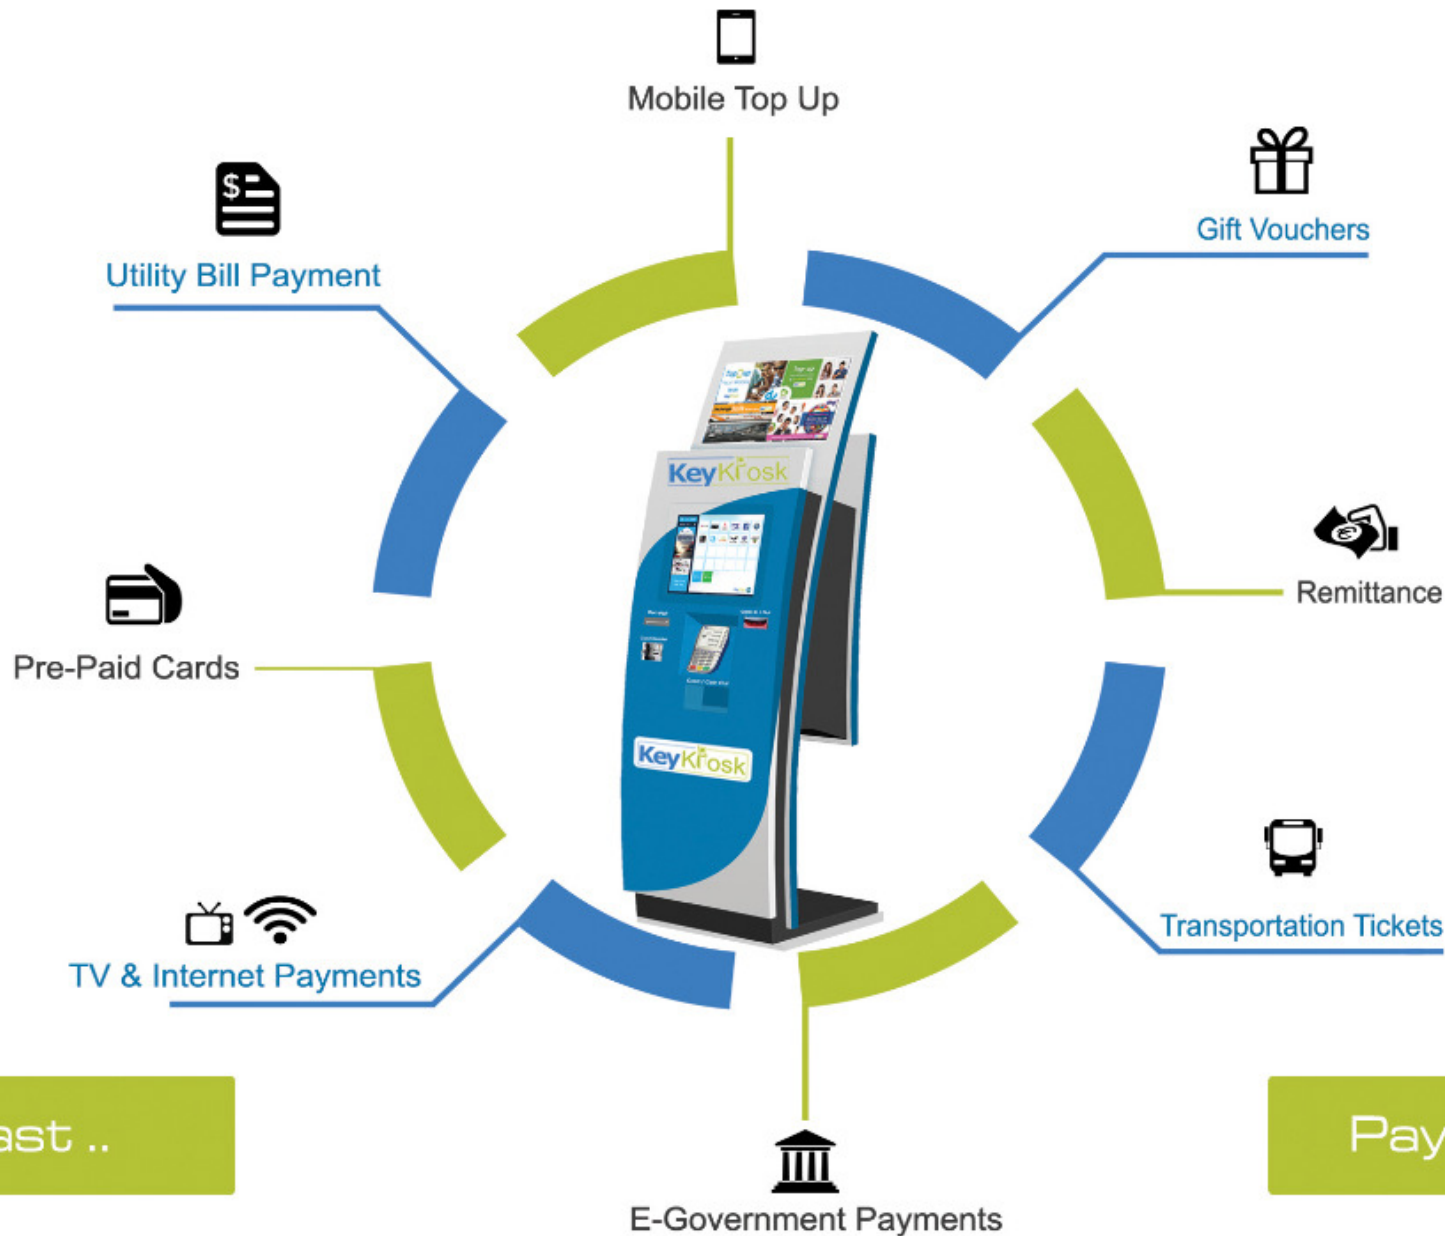 Mobile Top Up
Gift Vouchers
Utility Bill Payment
$
KeyKiosk
Remittance
Pre-Paid Cards
KeyKiosk
Transportation Tickets
TV & Internet Payments
ast ..
Pay
E-Government Payments